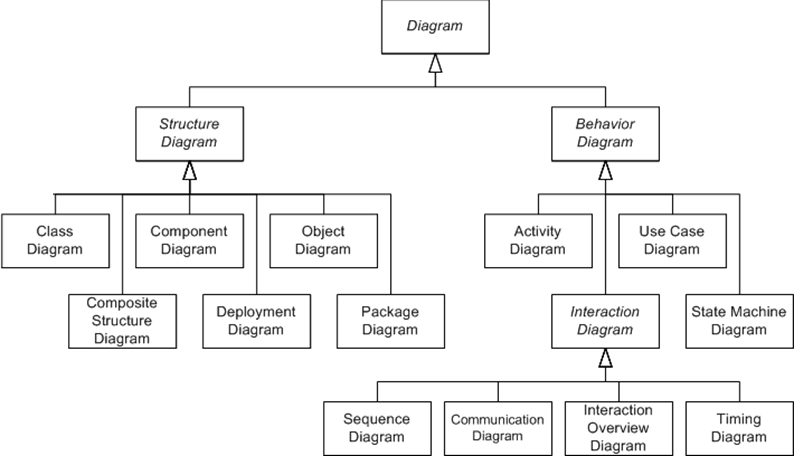 Diagram
Structure
Diagram
Behavior
Diagram
Class
Diagram
Component
Diagram
Object
Diagram
Activity
Diagram
Use Case
Diagram
Composite
Structure
Diagram
Deployment
Diagram
Package
Diagram
Interaction
Diagram
State Machine
Diagram
Sequence
Diagram
Communication
Diagram
Interaction
Overview
Diagram
Timing
Diagram